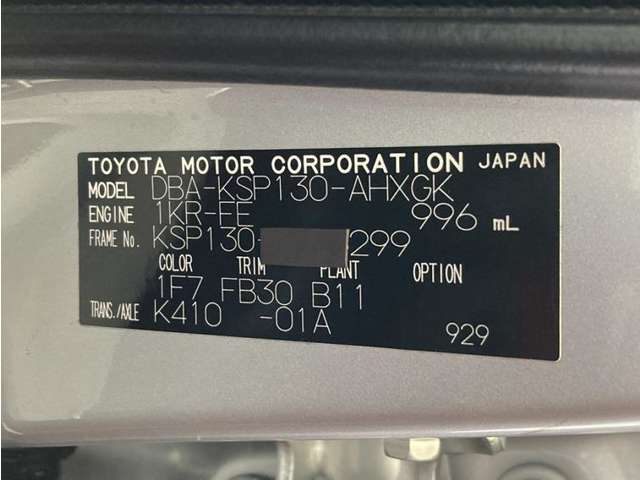 TOYOTA MOTOR CORPORATION JAPAN
MODEL DBA-KSP130-AHXGK
ENGINE 1KR-FE 996 mL
FRAME No. KSP130- 299
COLOR TRIM PLANT OPTION
1F7 FB30 B11
TRANS./AXLE K410 -01A 929